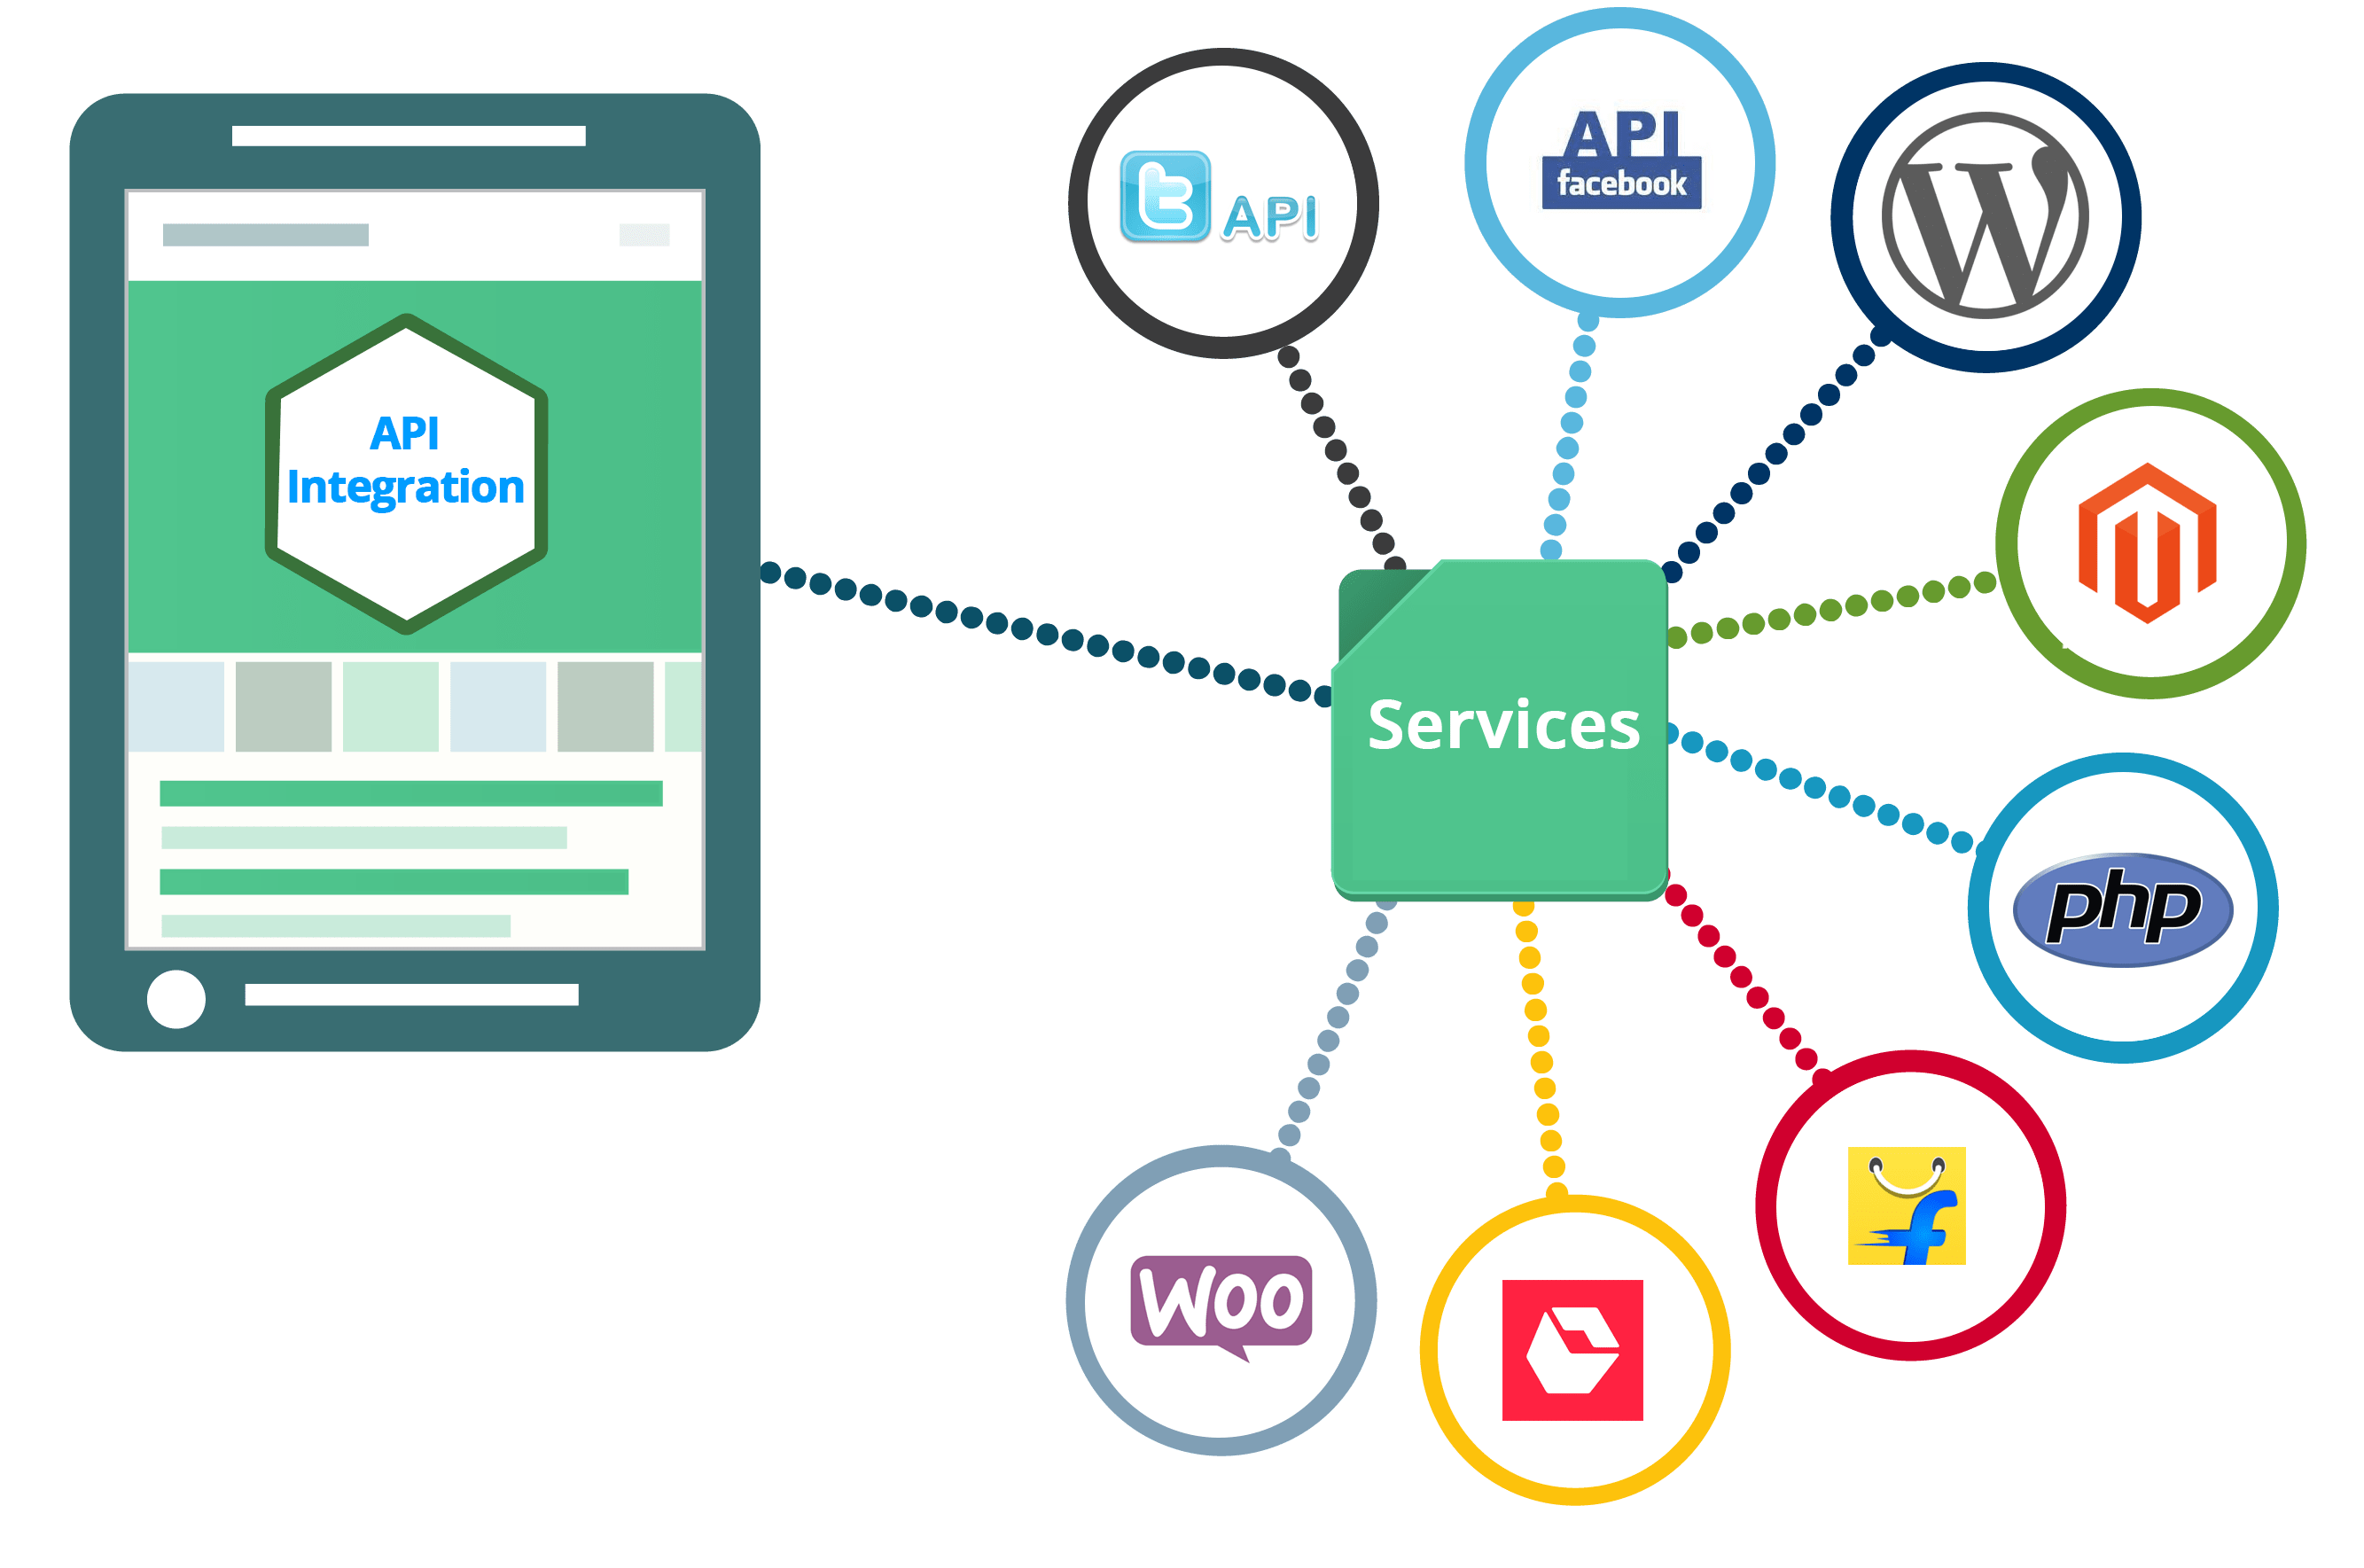 API
Integration
t API
API
facebook
W
Services
php
f
WOO